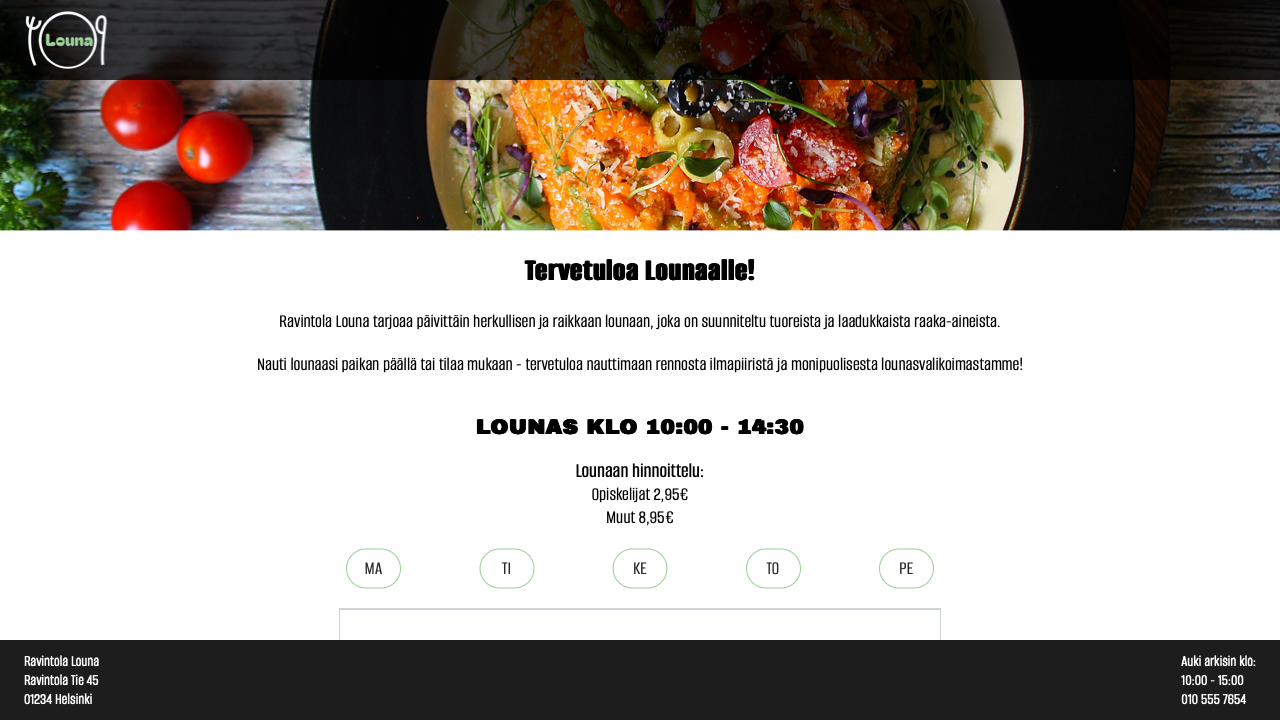 Louna
Tervetuloa Lounaalle!
Ravintola Louna tarjoaa päivittäin herkullisen ja raikkaan lounaan, joka on suunniteltu tuoreista ja laadukkaista raaka-aineista.
Nauti lounaasi paikan päällä tai tilaa mukaan - tervetuloa nauttimaan rennosta ilmapiiristä ja monipuolisesta lounasvalikoimastamme!
LOUNAS KLO 10:00 - 14:30
Lounaan hinnoittelu:
Opiskelijat 2,95€
Muut 8,95€
MA TI KE TO PE
Ravintola Louna
Ravintola Tie 45
01234 Helsinki
Auki arkisin klo:
10:00 - 15:00
010 555 7654